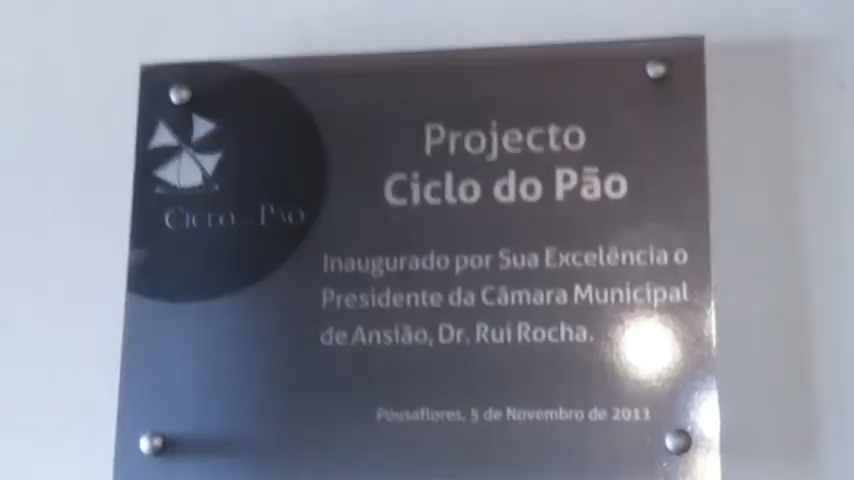 Projecto
Ciclo do Pão
Ciclo do Pão
Inaugurado por Sua Excelência o
Presidente da Câmara Municipal
de Ansião, Dr. Rui Rocha.
Pousaflores, 5 de Novembro de 2011